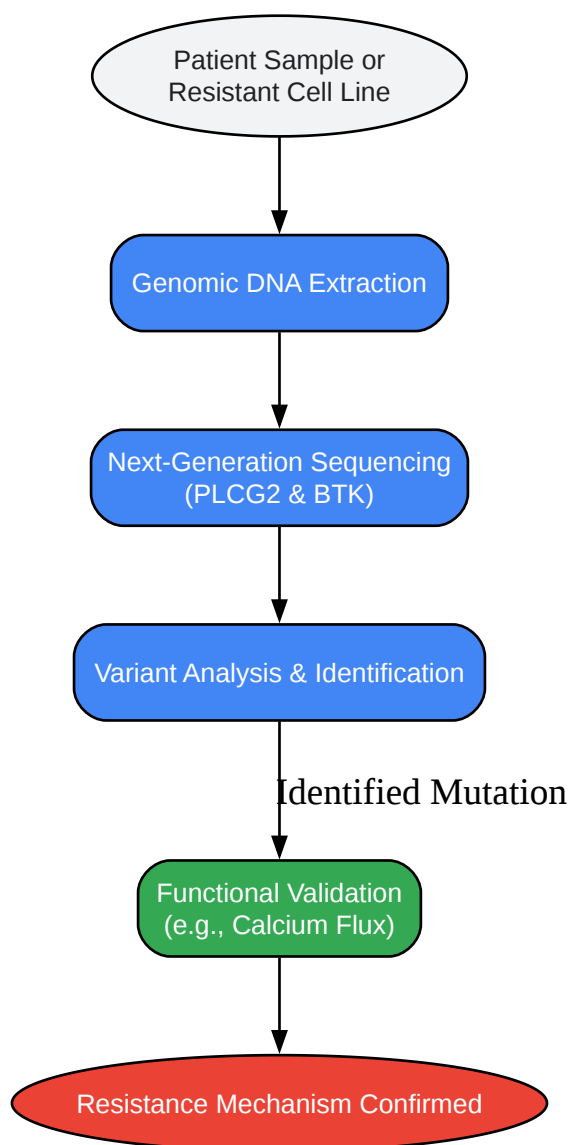 Patient Sample or
Resistant Cell Line
Genomic DNA Extraction
Next-Generation Sequencing
(PLCG2 & BTK)
Variant Analysis & Identification
Identified Mutation
Functional Validation
(e.g., Calcium Flux)
Resistance Mechanism Confirmed